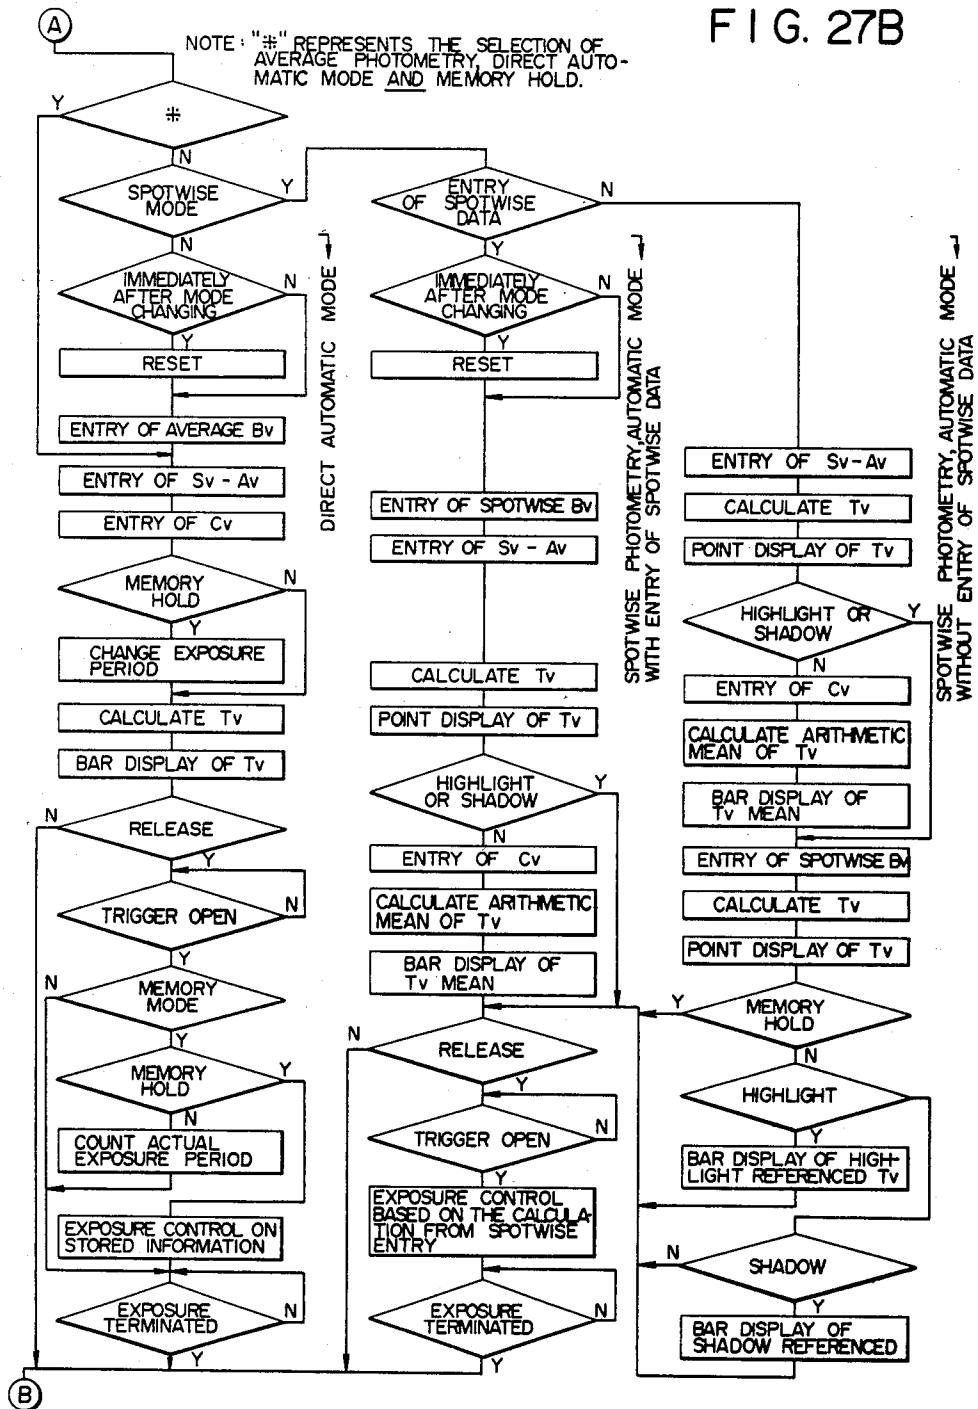 A
FIG. 27B
NOTE: "※" REPRESENTS THE SELECTION OF
AVERAGE PHOTOMETRY, DIRECT AUTO-
MATIC MODE AND MEMORY HOLD.
Y
※
N
SPOTWISE
MODE
Y
N
IMMEDIATELY
AFTER MODE
CHANGING
N
Y
RESET
ENTRY OF AVERAGE Bv
ENTRY OF Sv-Av
ENTRY OF Cv
MEMORY
HOLD
N
Y
CHANGE EXPOSURE
PERIOD
CALCULATE Tv
BAR DISPLAY OF Tv
N
RELEASE
Y
TRIGGER OPEN
N
Y
N
MEMORY
MODE
Y
MEMORY
HOLD
Y
N
COUNT ACTUAL
EXPOSURE PERIOD
EXPOSURE CONTROL ON
STORED INFORMATION
EXPOSURE
TERMINATED
N
Y
B
DIRECT AUTOMATIC MODE
ENTRY
OF SPOTWISE
DATA
N
Y
IMMEDIATELY
AFTER MODE
CHANGING
N
Y
RESET
ENTRY OF SPOTWISE Bv
ENTRY OF Sv-Av
CALCULATE Tv
POINT DISPLAY OF Tv
HIGHLIGHT
OR SHADOW
Y
N
ENTRY OF Cv
CALCULATE ARITHMETIC
MEAN OF Tv
BAR DISPLAY OF
Tv MEAN
N
RELEASE
Y
TRIGGER OPEN
N
Y
EXPOSURE CONTROL
BASED ON THE CALCULA-
TION FROM SPOTWISE
ENTRY
EXPOSURE
TERMINATED
N
Y
SPOTWISE PHOTOMETRY, AUTOMATIC MODE
WITH ENTRY OF SPOTWISE DATA
ENTRY OF Sv-Av
CALCULATE Tv
POINT DISPLAY OF Tv
HIGHLIGHT OR
SHADOW
Y
N
ENTRY OF Cv
CALCULATE ARITHMETIC
MEAN OF Tv
BAR DISPLAY OF
Tv MEAN
ENTRY OF SPOTWISE Bv
CALCULATE Tv
POINT DISPLAY OF Tv
Y
MEMORY
HOLD
N
HIGHLIGHT
Y
BAR DISPLAY OF HIGH-
LIGHT REFERENCED Tv
N
SHADOW
Y
BAR DISPLAY OF
SHADOW REFERENCED
SPOTWISE PHOTOMETRY, AUTOMATIC MODE
WITHOUT ENTRY OF SPOTWISE DATA